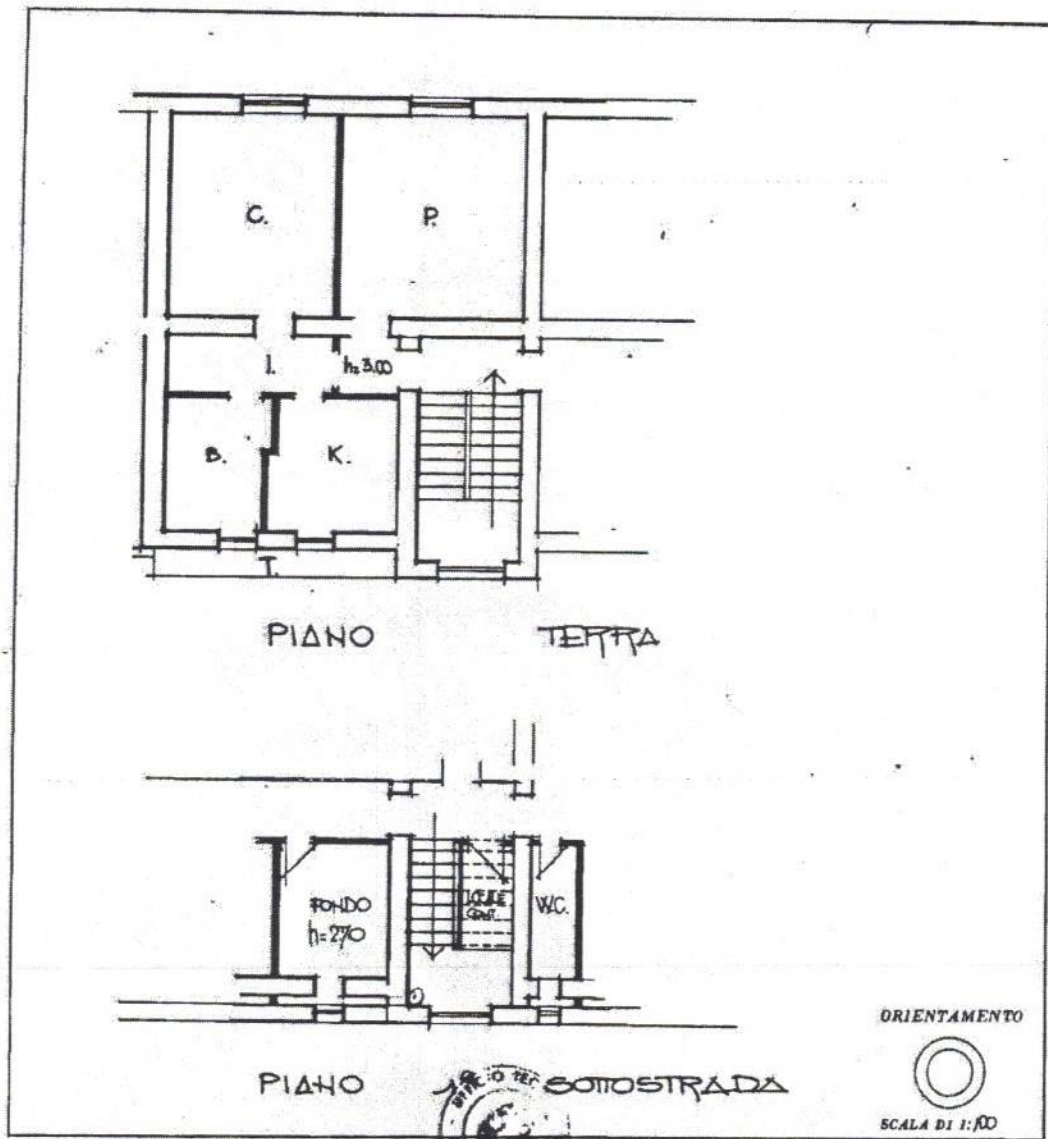 C.
P.
I.
h=3.00
B.
K.
T.
PIANO TERRA
FONDO
h=2.70
W.C.
ORIENTAMENTO
PIANO SOTTOSTRADA
SCALA DI 1:100